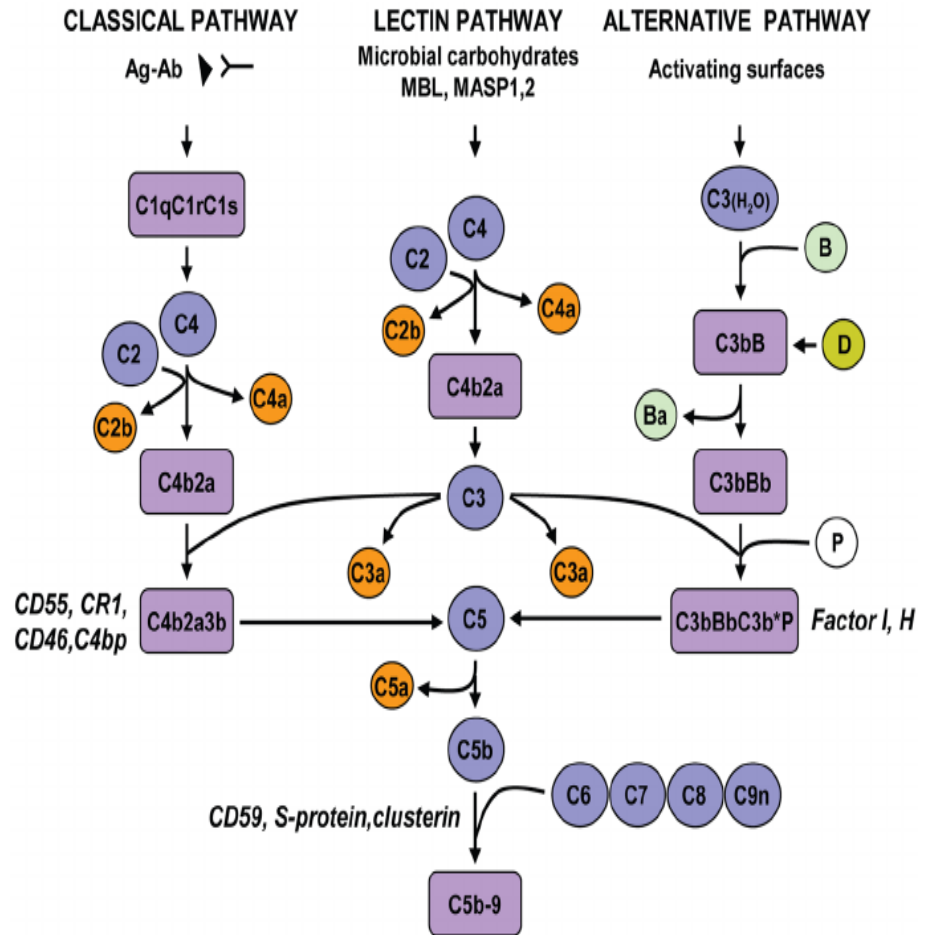 CLASSICAL PATHWAY
Ag-Ab
C1qC1rC1s
C4
C2
C4a
C2b
C4b2a
CD55, CR1,
CD46,C4bp
C4b2a3b
LECTIN PATHWAY
Microbial carbohydrates
MBL, MASP1,2
C4
C2
C4a
C2b
C4b2a
C3
C3a
C3a
C5
C5a
C5b
CD59, S-protein,clusterin
C6
C7
C8
C9n
C5b-9
ALTERNATIVE PATHWAY
Activating surfaces
C3(H₂O)
B
C3bB
D
Ba
C3bBb
P
C3bBbC3b*P
Factor I, H